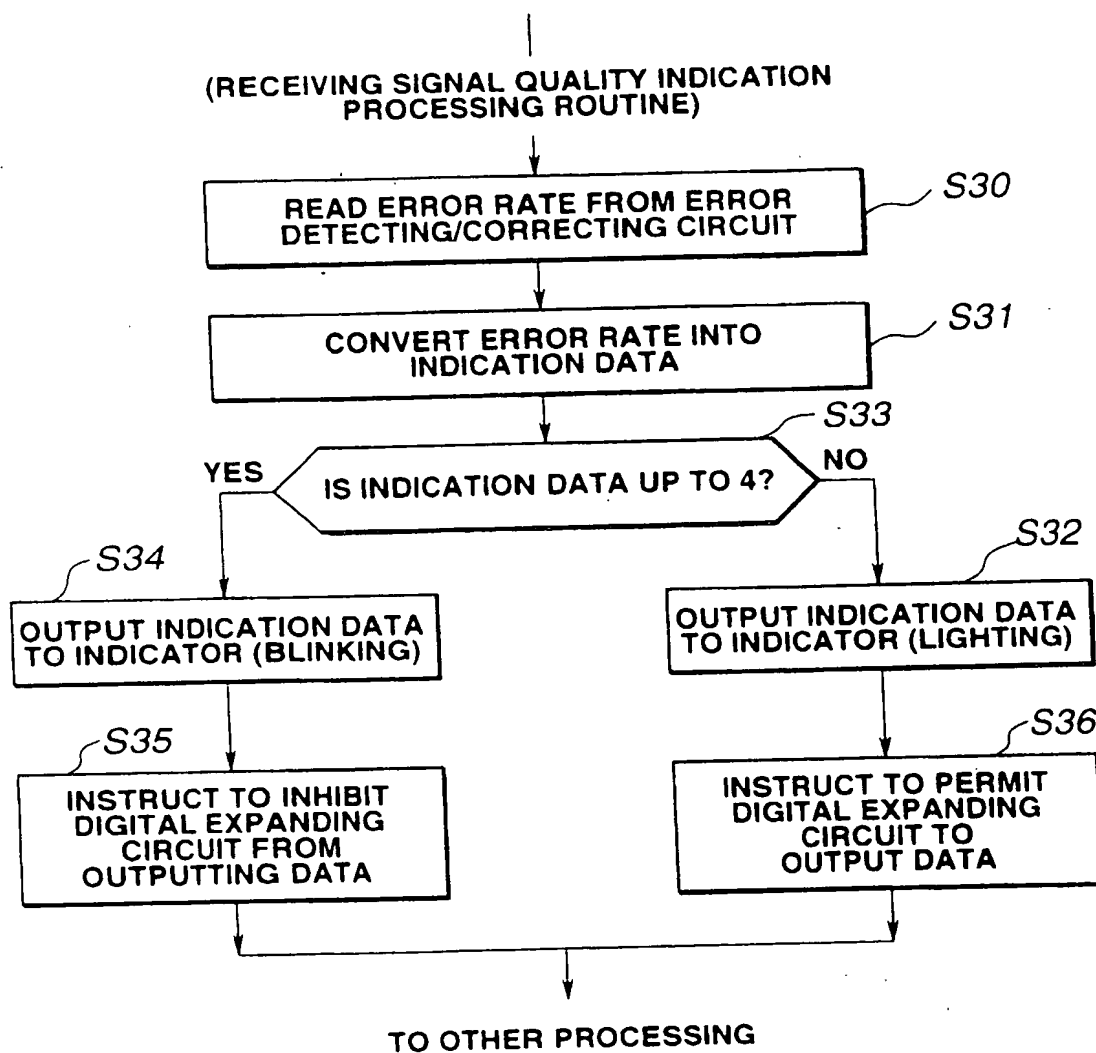 (RECEIVING SIGNAL QUALITY INDICATION
PROCESSING ROUTINE)
S30
READ ERROR RATE FROM ERROR
DETECTING/CORRECTING CIRCUIT
S31
CONVERT ERROR RATE INTO
INDICATION DATA
S33
YES
IS INDICATION DATA UP TO 4?
NO
S34
OUTPUT INDICATION DATA
TO INDICATOR (BLINKING)
S32
OUTPUT INDICATION DATA
TO INDICATOR (LIGHTING)
S35
INSTRUCT TO INHIBIT
DIGITAL EXPANDING
CIRCUIT FROM
OUTPUTTING DATA
S36
INSTRUCT TO PERMIT
DIGITAL EXPANDING
CIRCUIT TO
OUTPUT DATA
TO OTHER PROCESSING